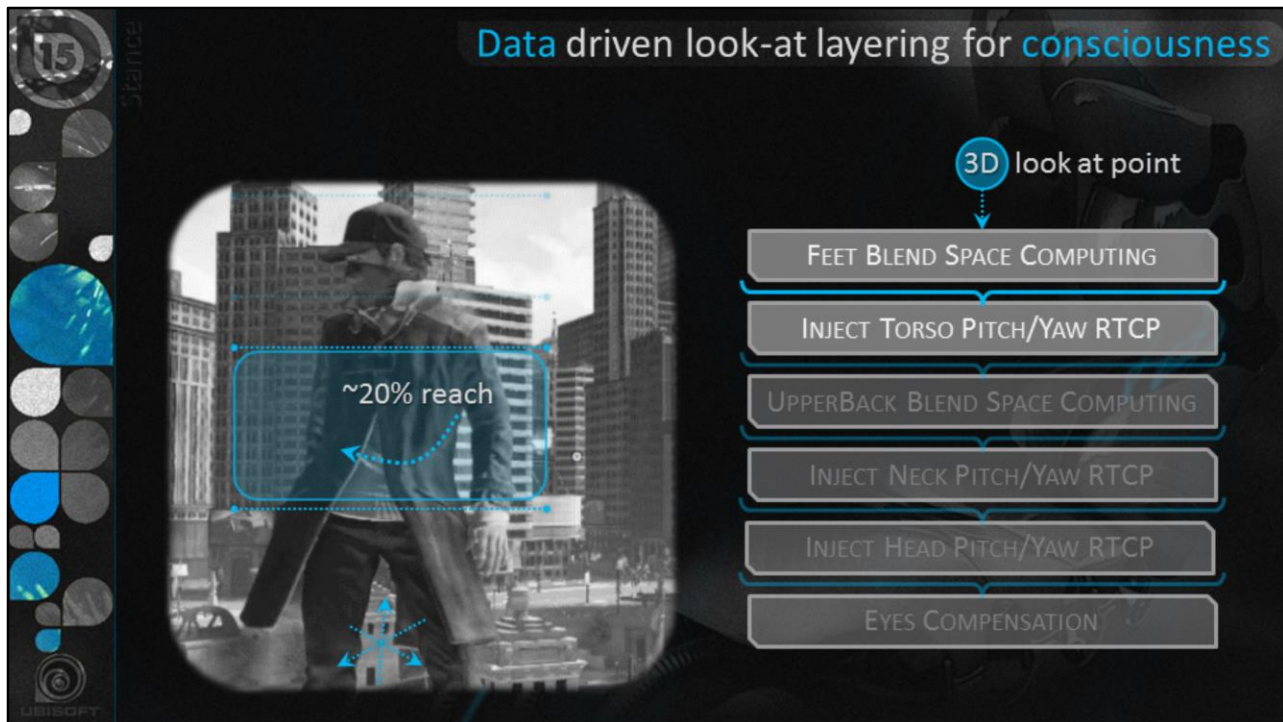 15
Stance
Data driven look-at layering for consciousness
3D look at point
FEET BLEND SPACE COMPUTING
INJECT TORSO PITCH/YAW RTCP
UPPERBACK BLEND SPACE COMPUTING
INJECT NECK PITCH/YAW RTCP
INJECT HEAD PITCH/YAW RTCP
EYES COMPENSATION
~20% reach
UBISOFT